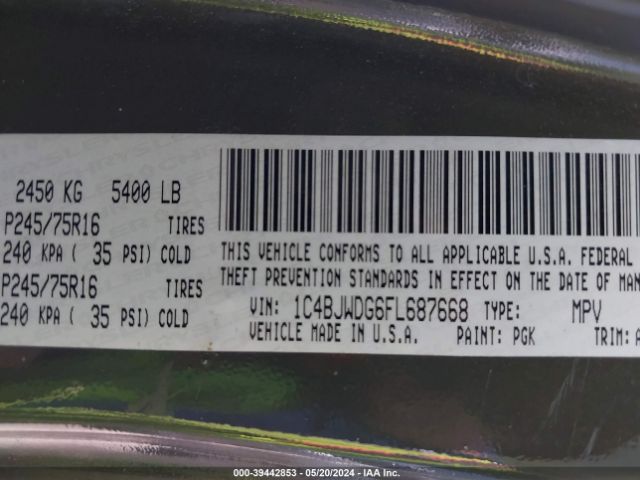 2450 KG 5400 LB
P245/75R16 TIRES
240 KPA ( 35 PSI) COLD
P245/75R16 TIRES
240 KPA ( 35 PSI) COLD
THIS VEHICLE CONFORMS TO ALL APPLICABLE U.S.A. FEDERAL
THEFT PREVENTION STANDARDS IN EFFECT ON THE DATE OF MAN
VIN: 1C4BJWDG6FL687668 TYPE: MPV
VEHICLE MADE IN U.S.A. PAINT: PGK TRIM: A
000-39442853 - 05/20/2024 - IAA Inc.